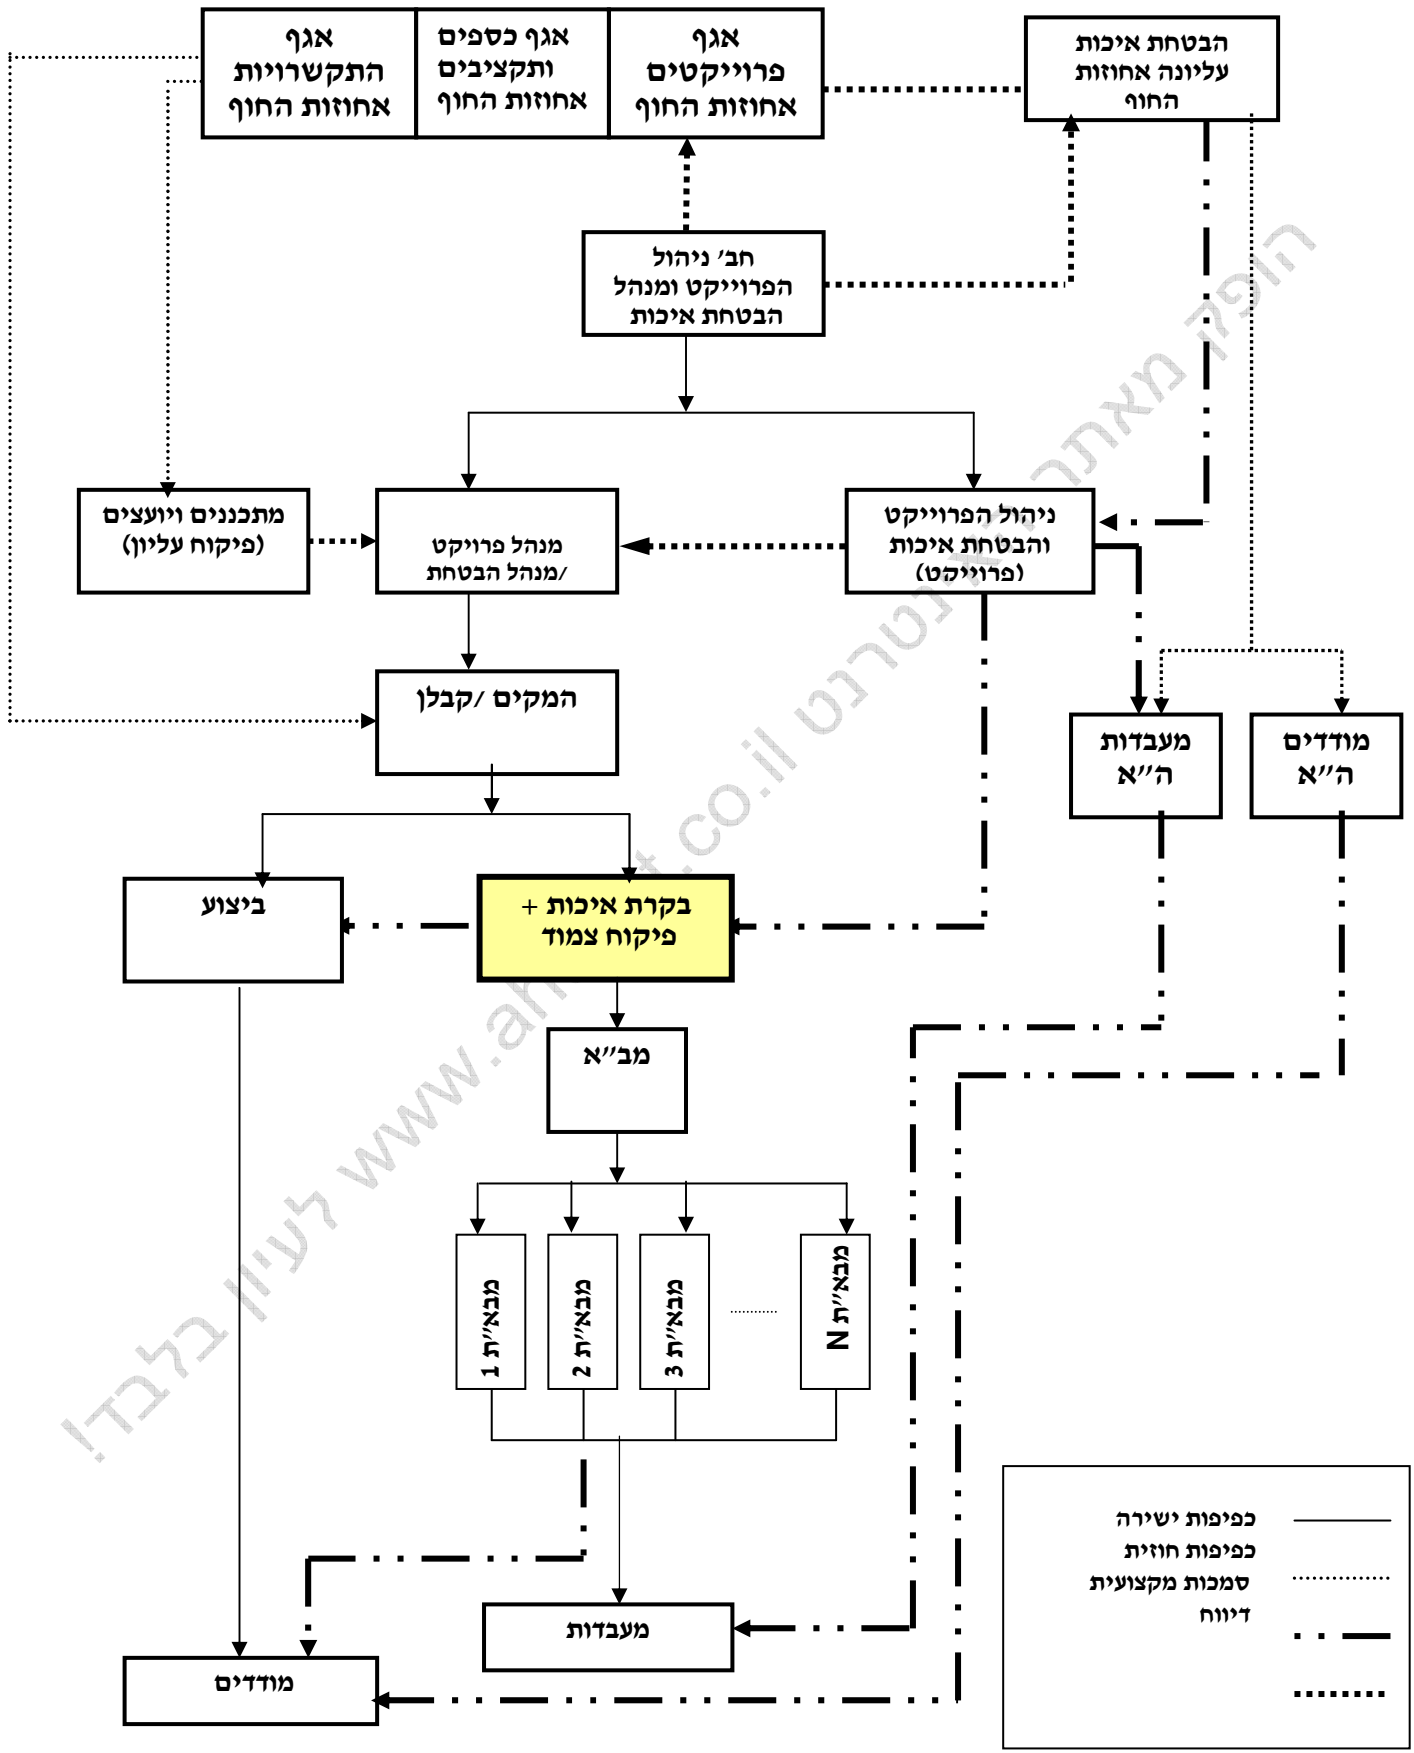 הבטחת איכות
עליונה אחוזות
החוף
אגף
פרוייקטים
אחוזות החוף
אגף כספים
ותקציבים
אחוזות החוף
אגף
התקשרויות
אחוזות החוף
חב' ניהול
הפרוייקט ומנהל
הבטחת איכות
ניהול הפרוייקט
והבטחת איכות
(פרוייקט)
מנהל פרויקט
/מנהל הבטחת
מתכננים ויועצים
(פיקוח עליון)
המקים /קבלן
מודדים
ה"א
מעבדות
ה"א
בקרת איכות +
פיקוח צמוד
ביצוע
מב"א
מבא"ת 1
מבא"ת 2
מבא"ת 3
מבא"ת N
מעבדות
מודדים
כפיפות ישירה
כפיפות חוזית
סמכות מקצועית
דיווח
הופק מאתר האינטרנט www.ah t.co.il לעיון בלבד!